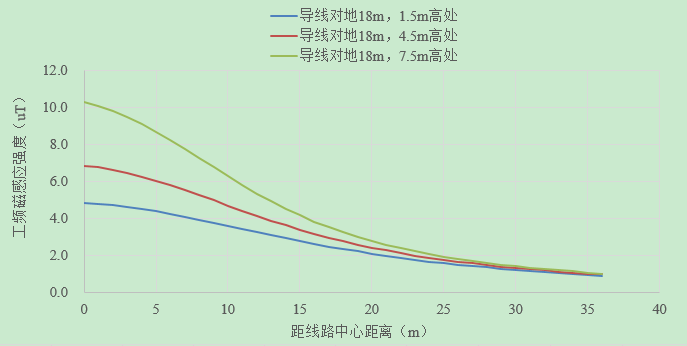 导线对地18m，1.5m高处
导线对地18m，4.5m高处
导线对地18m，7.5m高处
12.0
10.0
8.0
6.0
4.0
2.0
0.0
工频磁感应强度（uT）
0 5 10 15 20 25 30 35 40
距线路中心距离（m）